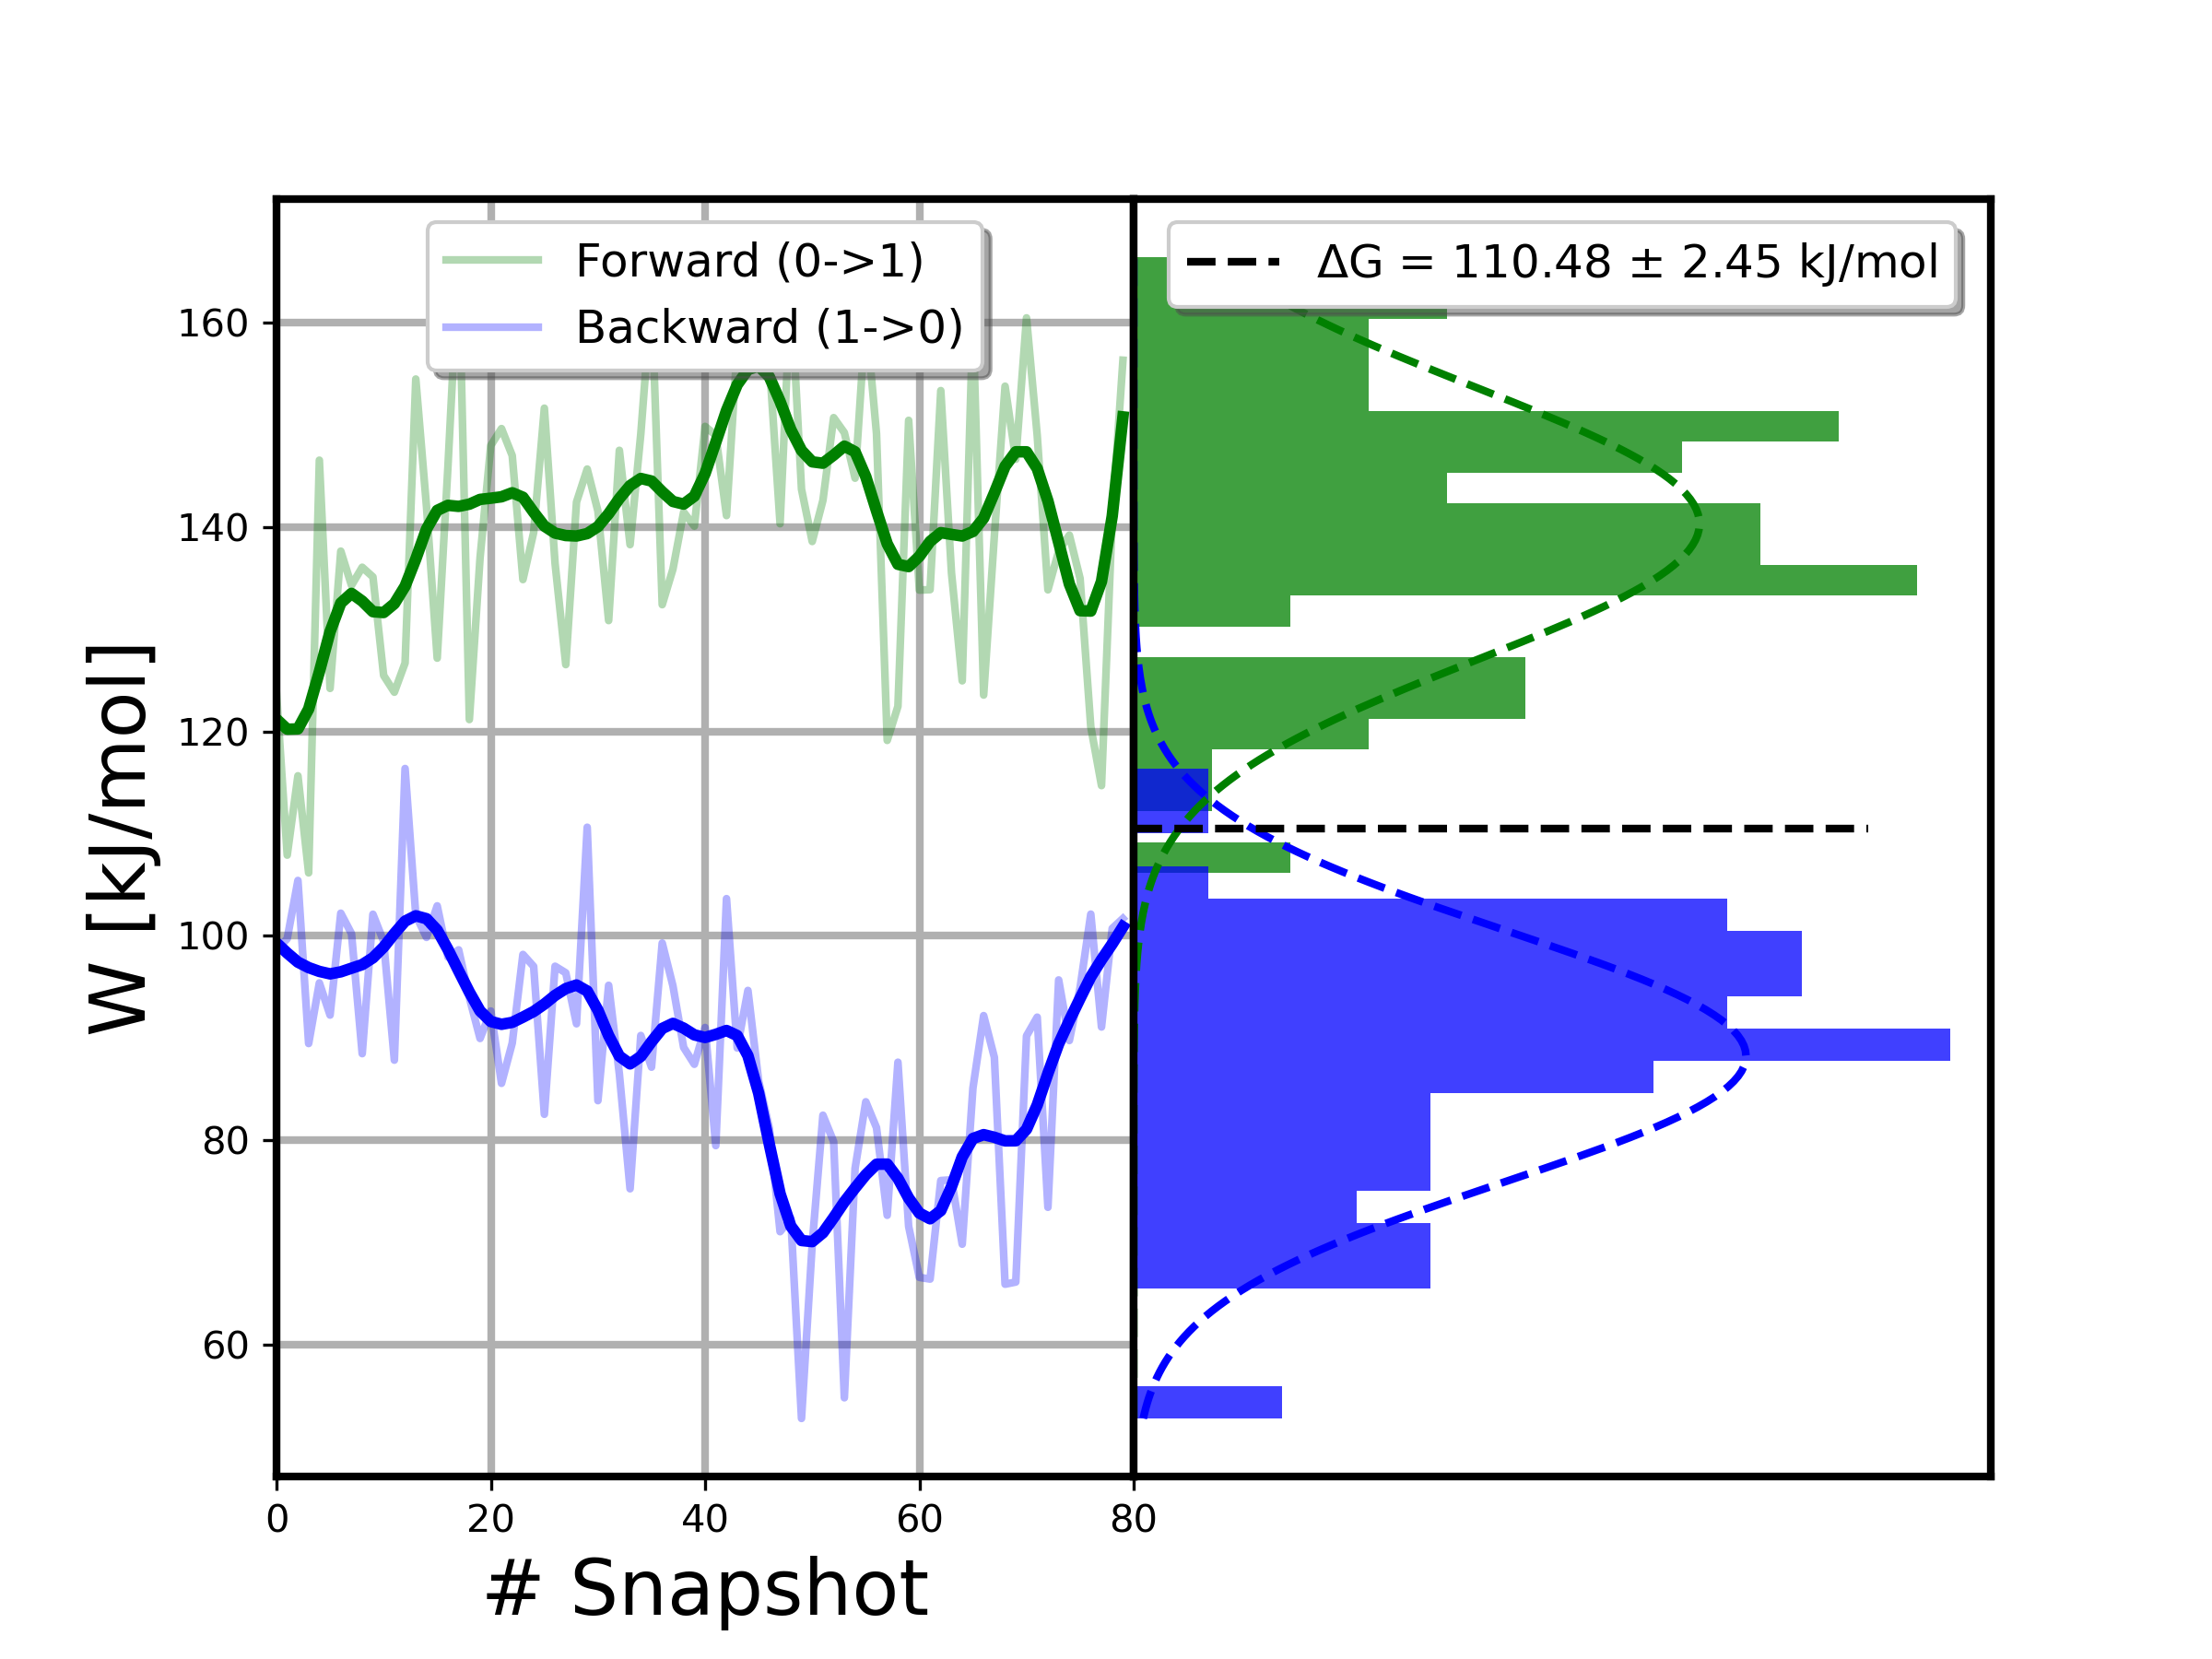 Forward (0->1)
Backward (1->0)
ΔG = 110.48 ± 2.45 kJ/mol
160
140
120
100
80
60
W [kJ/mol]
0 20 40 60 80
# Snapshot